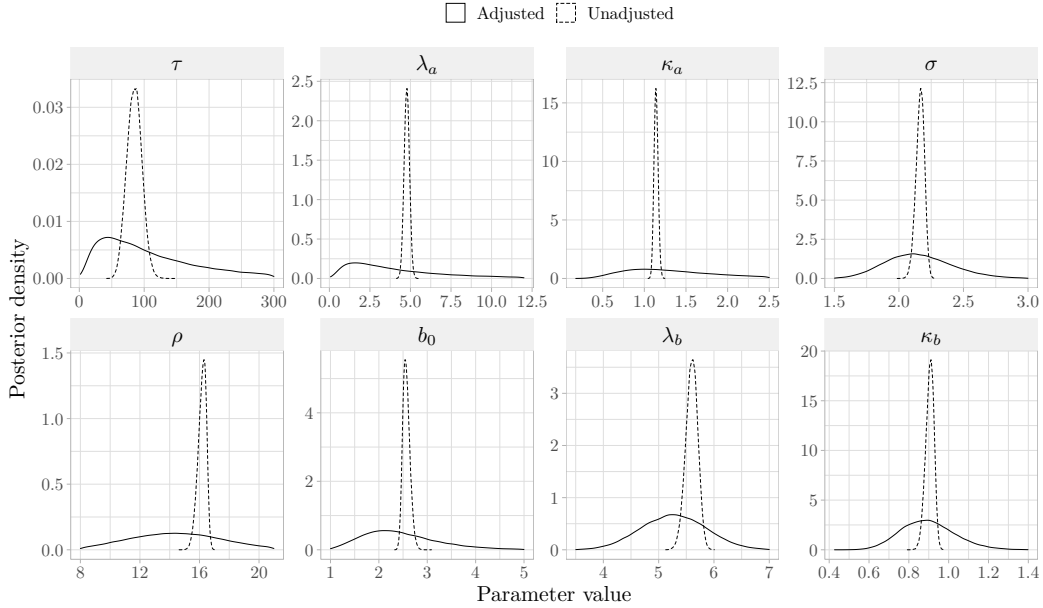 Adjusted Unadjusted
τ λₐ κₐ σ
0.03
0.02
0.01
0.00
0 100 200 300
2.5
2.0
1.5
1.0
0.5
0.0
0.0 2.5 5.0 7.5 10.0 12.5
15
10
5
0
0.5 1.0 1.5 2.0 2.5
12.5
10.0
7.5
5.0
2.5
0.0
1.5 2.0 2.5 3.0
Posterior density
ρ b₀ λ_b κ_b
1.5
1.0
0.5
0.0
8 12 16 20
4
2
0
1 2 3 4 5
3
2
1
0
4 5 6 7
20
15
10
5
0
0.4 0.6 0.8 1.0 1.2 1.4
Parameter value